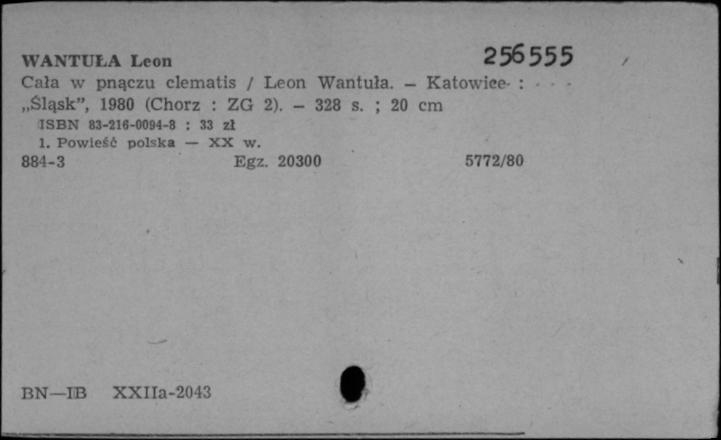 WANTUŁA Leon 256555
Cała w pnączu clematis / Leon Wantuła. — Katowice :
„Śląsk”, 1980 (Chorz : ZG 2). — 328 s. ; 20 cm
ISBN 83-216-0094-8 : 33 zł
1. Powieść polska — XX w.
884-3 Egz. 20300 5772/80
BN—IB XXIIa-2043